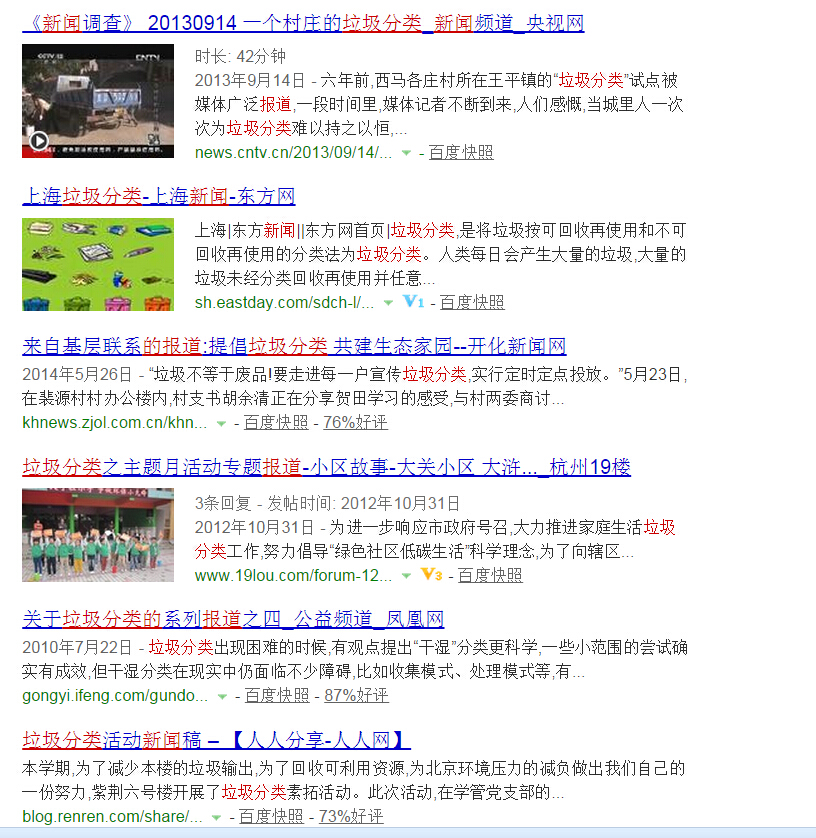 《新闻调查》 20130914 一个村庄的垃圾分类_新闻频道_央视网
CNTV
时长: 42分钟
2013年9月14日 - 六年前,西马各庄村所在王平镇的“垃圾分类”试点被
媒体广泛报道,一段时间里,媒体记者不断到来,人们感慨,当城里人一次
次为垃圾分类难以持之以恒,...
news.cntv.cn/2013/09/14/... - 百度快照
上海垃圾分类-上海新闻-东方网
上海|东方新闻||东方网首页|垃圾分类,是将垃圾按可回收再使用和不可
回收再使用的分类法为垃圾分类。人类每日会产生大量的垃圾,大量的
垃圾未经分类回收再使用并任意...
sh.eastday.com/sdch-l/... V1 - 百度快照
来自基层联系的报道:提倡垃圾分类 共建生态家园--开化新闻网
2014年5月26日 - “垃圾不等于废品!要走进每一户宣传垃圾分类,实行定时定点投放。”5月23日,
在裴源村村办公楼内,村支书胡余清正在分享贺田学习的感受,与村两委商讨...
khnews.zjol.com.cn/khn... - 百度快照 - 76%好评
垃圾分类之主题月活动专题报道-小区故事-大关小区 大浒..._杭州19楼
3条回复 - 发帖时间: 2012年10月31日
2012年10月31日 - 为进一步响应市政府号召,大力推进家庭生活垃圾
分类工作,努力倡导“绿色社区低碳生活”科学理念,为了向辖区...
www.19lou.com/forum-12... V3 - 百度快照
关于垃圾分类的系列报道之四_公益频道_凤凰网
2010年7月22日 - 垃圾分类出现困难的时候,有观点提出“干湿”分类更科学,一些小范围的尝试确
实有成效,但干湿分类在现实中仍面临不少障碍,比如收集模式、处理模式等,有...
gongyi.ifeng.com/gundo... - 百度快照 - 87%好评
垃圾分类活动新闻稿 – 【人人分享-人人网】
本学期,为了减少本楼的垃圾输出,为了回收可利用资源,为北京环境压力的减负做出我们自己的
一份努力,紫荆六号楼开展了垃圾分类素拓活动。此次活动,在学管党支部的...
blog.renren.com/share/... - 百度快照 - 73%好评